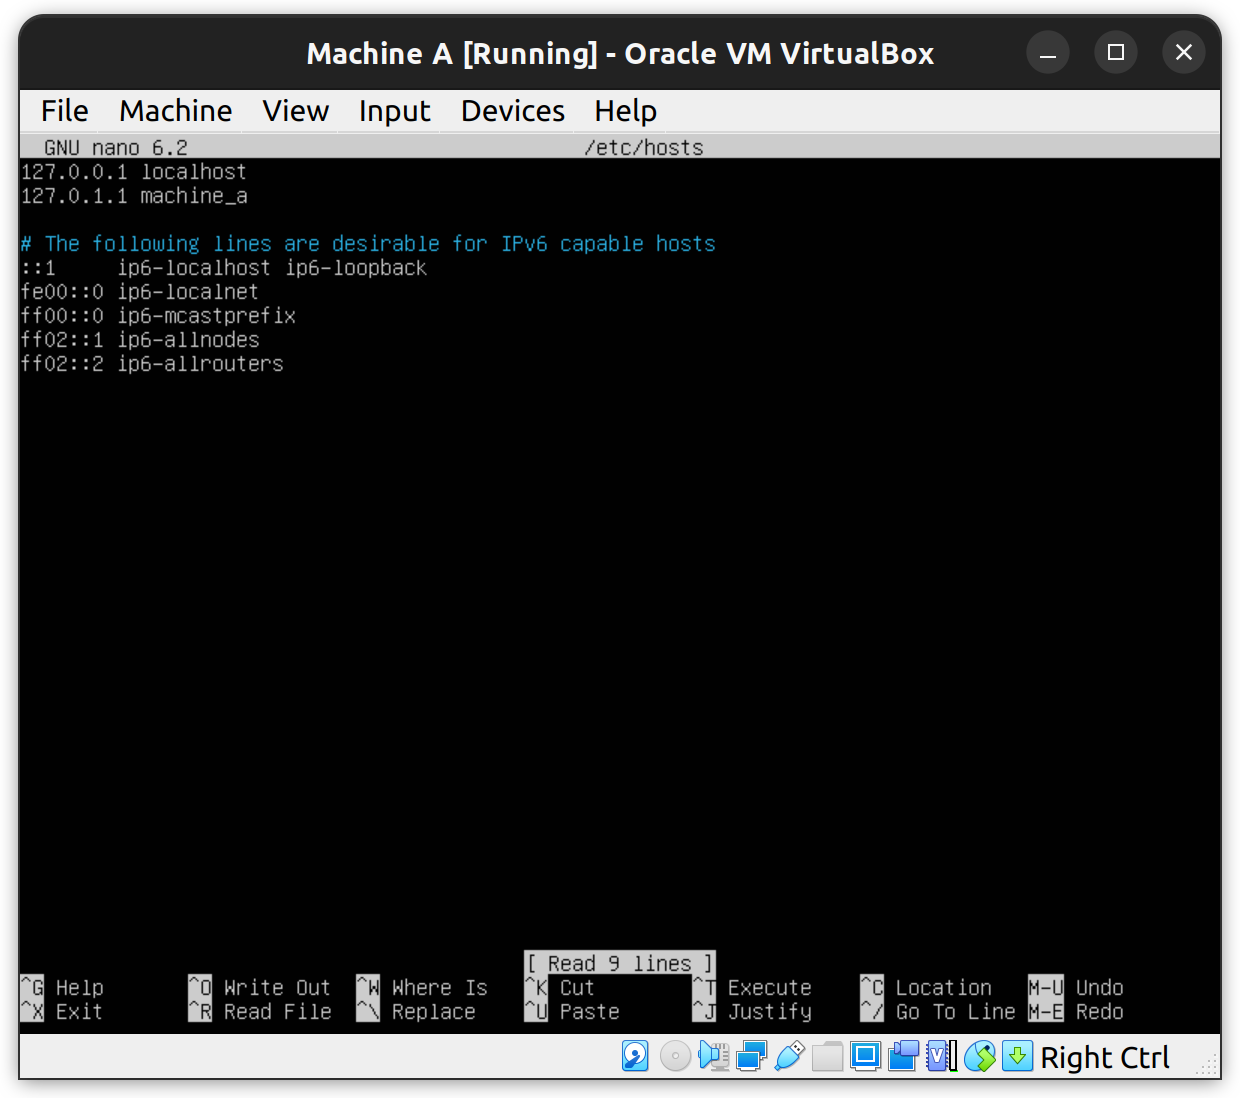 Machine A [Running] - Oracle VM VirtualBox
File Machine View Input Devices Help
GNU nano 6.2 /etc/hosts
127.0.0.1 localhost
127.0.1.1 machine_a
# The following lines are desirable for IPv6 capable hosts
::1 ip6-localhost ip6-loopback
fe00::0 ip6-localnet
ff00::0 ip6-mcastprefix
ff02::1 ip6-allnodes
ff02::2 ip6-allrouters
[ Read 9 lines ]
^G Help ^O Write Out ^W Where Is ^K Cut ^T Execute ^C Location M-U Undo
^X Exit ^R Read File ^\ Replace ^U Paste ^J Justify ^/ Go To Line M-E Redo
V Right Ctrl